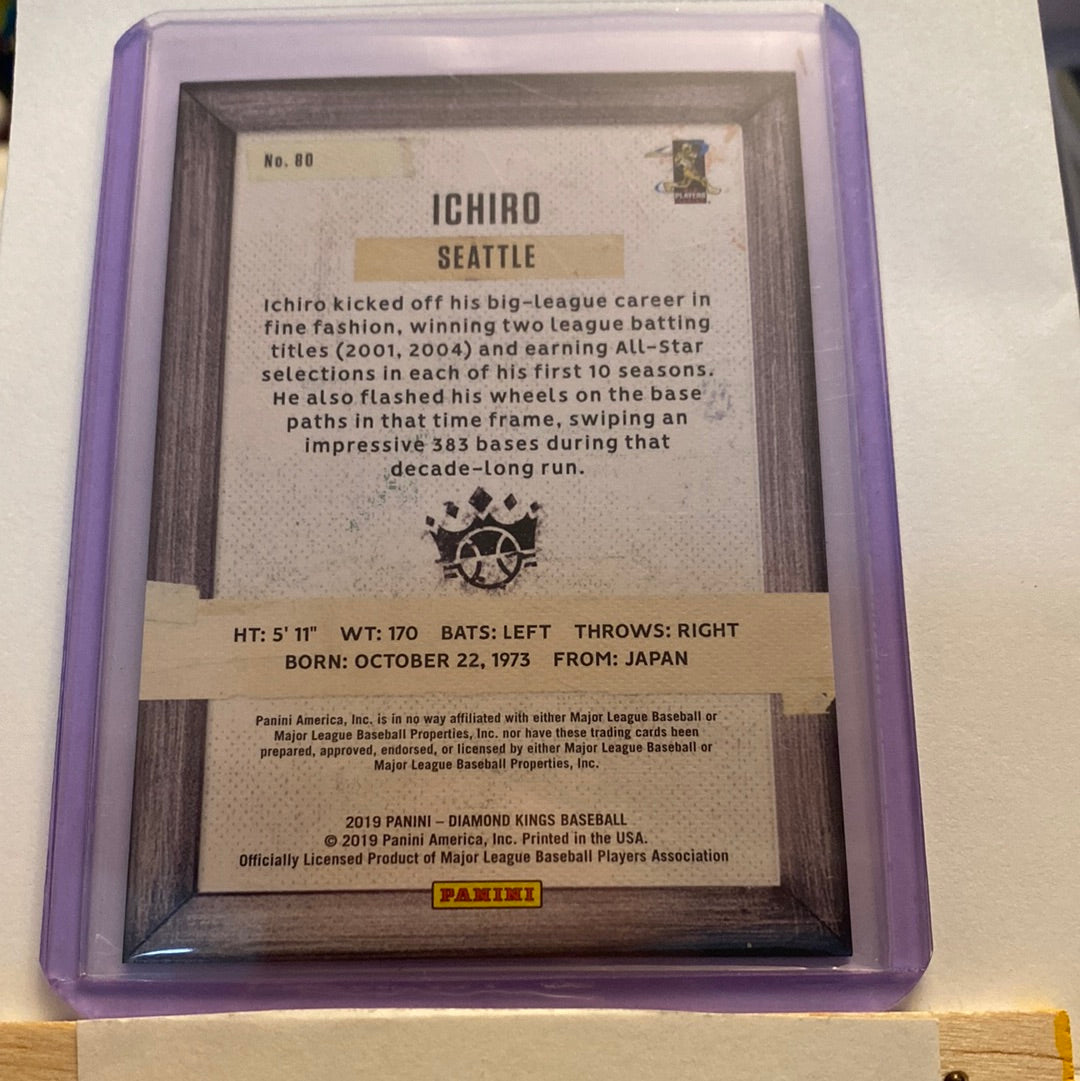 No. 80
PLAYERS
ICHIRO
SEATTLE
Ichiro kicked off his big-league career in
fine fashion, winning two league batting
titles (2001, 2004) and earning All-Star
selections in each of his first 10 seasons.
He also flashed his wheels on the base
paths in that time frame, swiping an
impressive 383 bases during that
decade-long run.
HT: 5' 11" WT: 170 BATS: LEFT THROWS: RIGHT
BORN: OCTOBER 22, 1973 FROM: JAPAN
Panini America, Inc. is in no way affiliated with either Major League Baseball or
Major League Baseball Properties, Inc. nor have these trading cards been
prepared, approved, endorsed, or licensed by either Major League Baseball or
Major League Baseball Properties, Inc.
2019 PANINI – DIAMOND KINGS BASEBALL
© 2019 Panini America, Inc. Printed in the USA.
Officially Licensed Product of Major League Baseball Players Association
PANINI